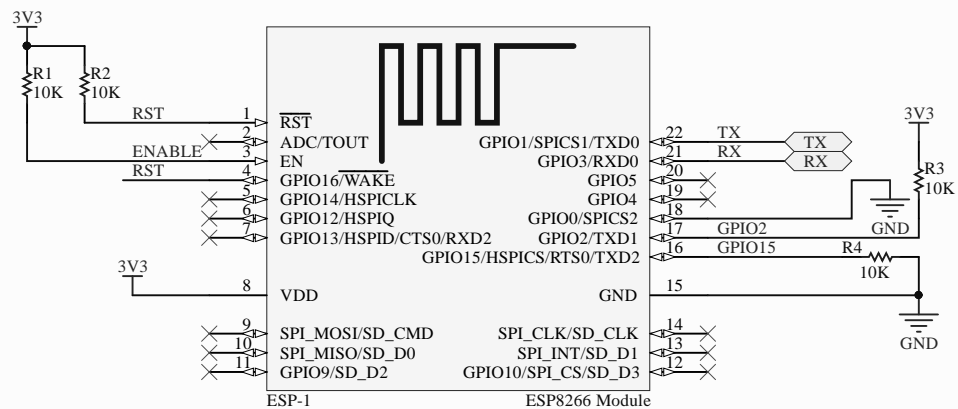 3V3
R1
10K
R2
10K
RST
1
RST
2
ADC/TOUT
ENABLE
3
EN
RST
4
GPIO16/WAKE
5
GPIO14/HSPICLK
6
GPIO12/HSPIQ
7
GPIO13/HSPID/CTS0/RXD2
3V3
8
VDD
9
SPI_MOSI/SD_CMD
10
SPI_MISO/SD_D0
11
GPIO9/SD_D2
GPIO1/SPICS1/TXD0
22
TX
TX
GPIO3/RXD0
21
RX
RX
GPIO5
20
GPIO4
19
GPIO0/SPICS2
18
GND
GPIO2/TXD1
17
GPIO2
3V3
R3
10K
GPIO15/HSPICS/RTS0/TXD2
16
GPIO15
R4
10K
GND
15
GND
SPI_CLK/SD_CLK
14
SPI_INT/SD_D1
13
GPIO10/SPI_CS/SD_D3
12
ESP-1
ESP8266 Module